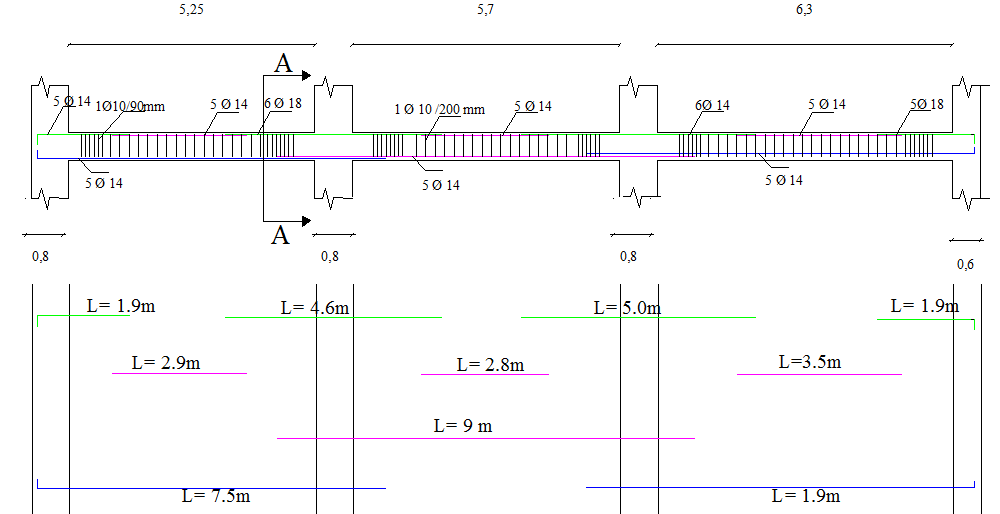 5,25
5,7
6,3
A
5 Ø 14
1Ø10/90mm
5 Ø 14
6 Ø 18
1 Ø 10 /200 mm
5 Ø 14
6Ø 14
5 Ø 14
5Ø 18
5 Ø 14
5 Ø 14
5 Ø 14
A
0,8
0,8
0,8
0,6
L= 1.9m
L= 4.6m
L= 5.0m
L= 1.9m
L= 2.9m
L= 2.8m
L=3.5m
L= 9 m
L= 7.5m
L= 1.9m